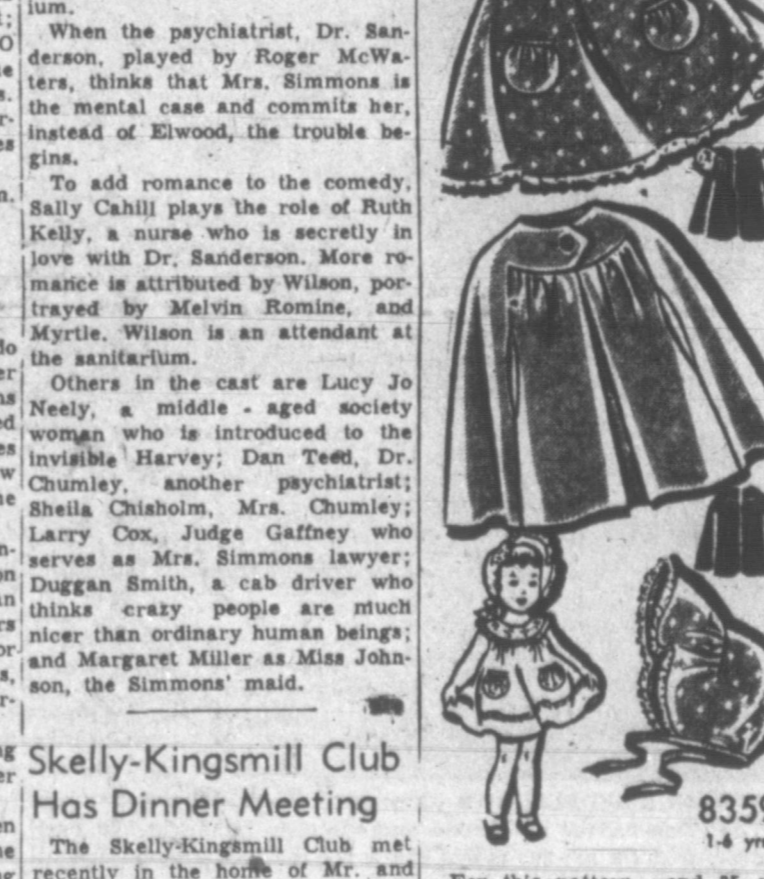 ium.
When the psychiatrist, Dr. San-
derson, played by Roger McWa-
ters, thinks that Mrs. Simmons is
the mental case and commits her,
instead of Elwood, the trouble be-
gins.
To add romance to the comedy,
Sally Cahill plays the role of Ruth
Kelly, a nurse who is secretly in
love with Dr. Sanderson. More ro-
mance is attributed by Wilson, por-
trayed by Melvin Romine, and
Myrtle. Wilson is an attendant at
the sanitarium.
Others in the cast are Lucy Jo
Neely, a middle - aged society
woman who is introduced to the
invisible Harvey; Dan Teed, Dr.
Chumley, another psychiatrist;
Sheila Chisholm, Mrs. Chumley;
Larry Cox, Judge Gaffney who
serves as Mrs. Simmons lawyer;
Duggan Smith, a cab driver who
thinks crazy people are much
nicer than ordinary human beings;
and Margaret Miller as Miss John-
son, the Simmons' maid.
Skelly-Kingsmill Club
Has Dinner Meeting
The Skelly-Kingsmill Club met
recently in the home of Mr. and
8359
1-6 yr